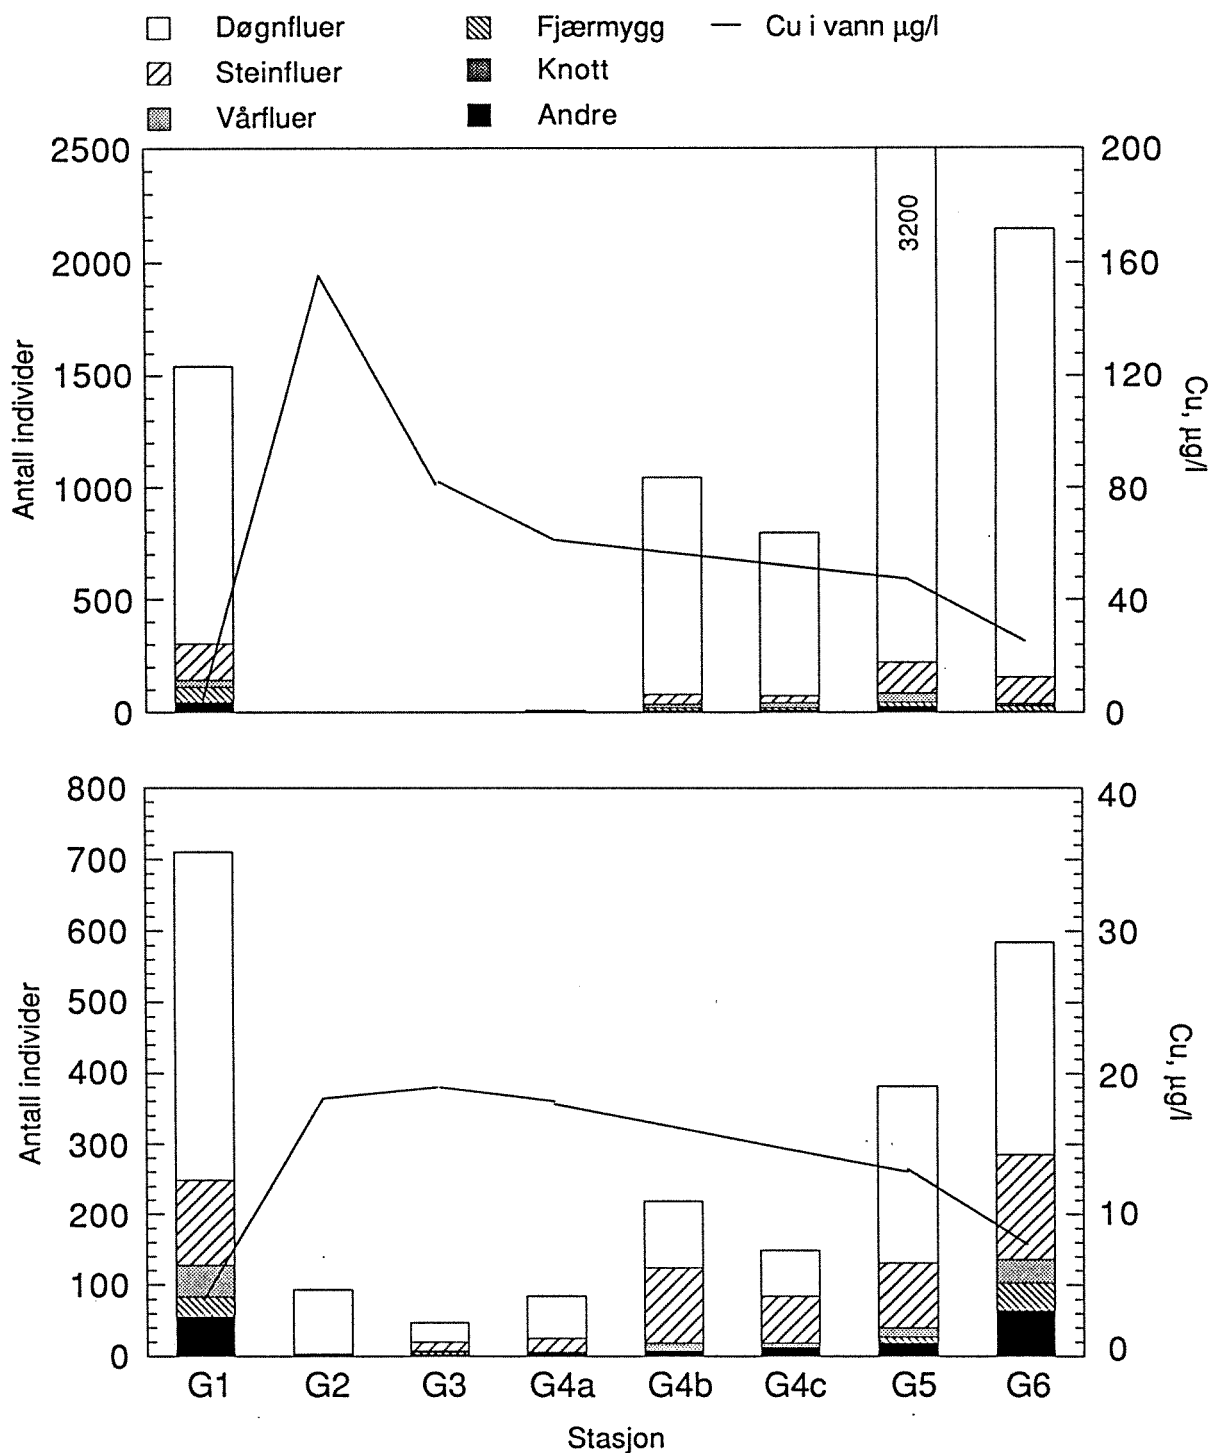 Døgnfluer
Steinfluer
Vårfluer
Fjærmygg
Knott
Andre
Cu i vann µg/l
2500
2000
1500
1000
500
0
Antall individer
3200
200
160
120
80
40
0
Cu, µg/l
800
700
600
500
400
300
200
100
0
Antall individer
40
30
20
10
0
Cu, µg/l
G1 G2 G3 G4a G4b G4c G5 G6
Stasjon